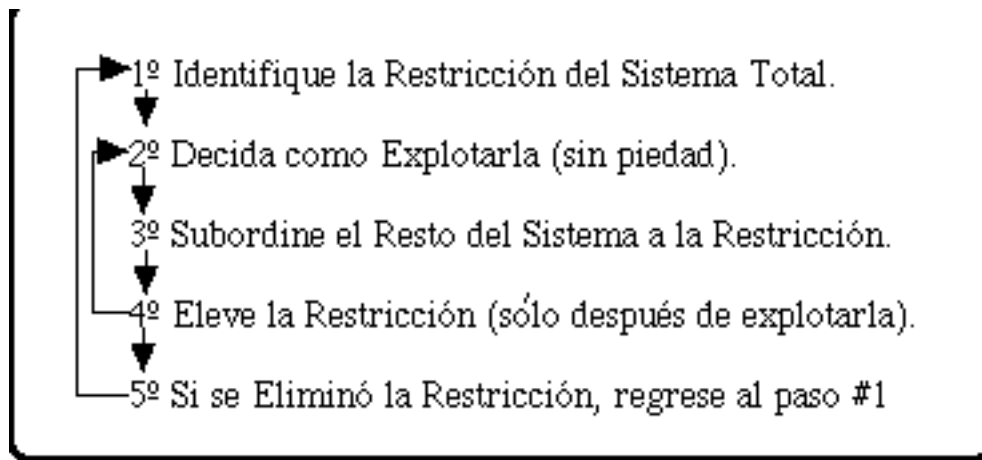 1º Identifique la Restricción del Sistema Total.
2º Decida como Explotarla (sin piedad).
3º Subordine el Resto del Sistema a la Restricción.
4º Eleve la Restricción (sólo después de explotarla).
5º Si se Eliminó la Restricción, regrese al paso #1